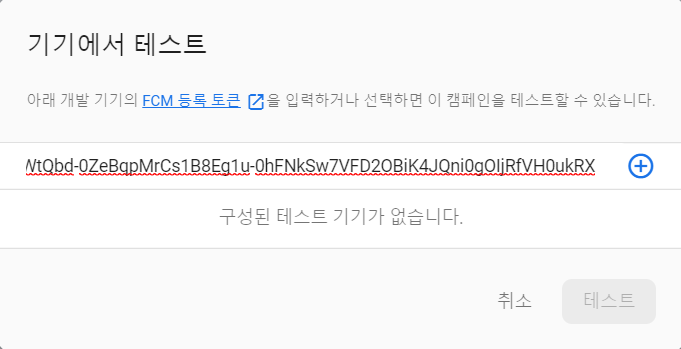 기기에서 테스트
아래 개발 기기의 FCM 등록 토큰 을 입력하거나 선택하면 이 캠페인을 테스트할 수 있습니다.
WtQbd-0ZeBqpMrCs1B8Eg1u-0hFNkSw7VFD2OBiK4JQni0gOIjRfVH0ukRX
구성된 테스트 기기가 없습니다.
취소
테스트